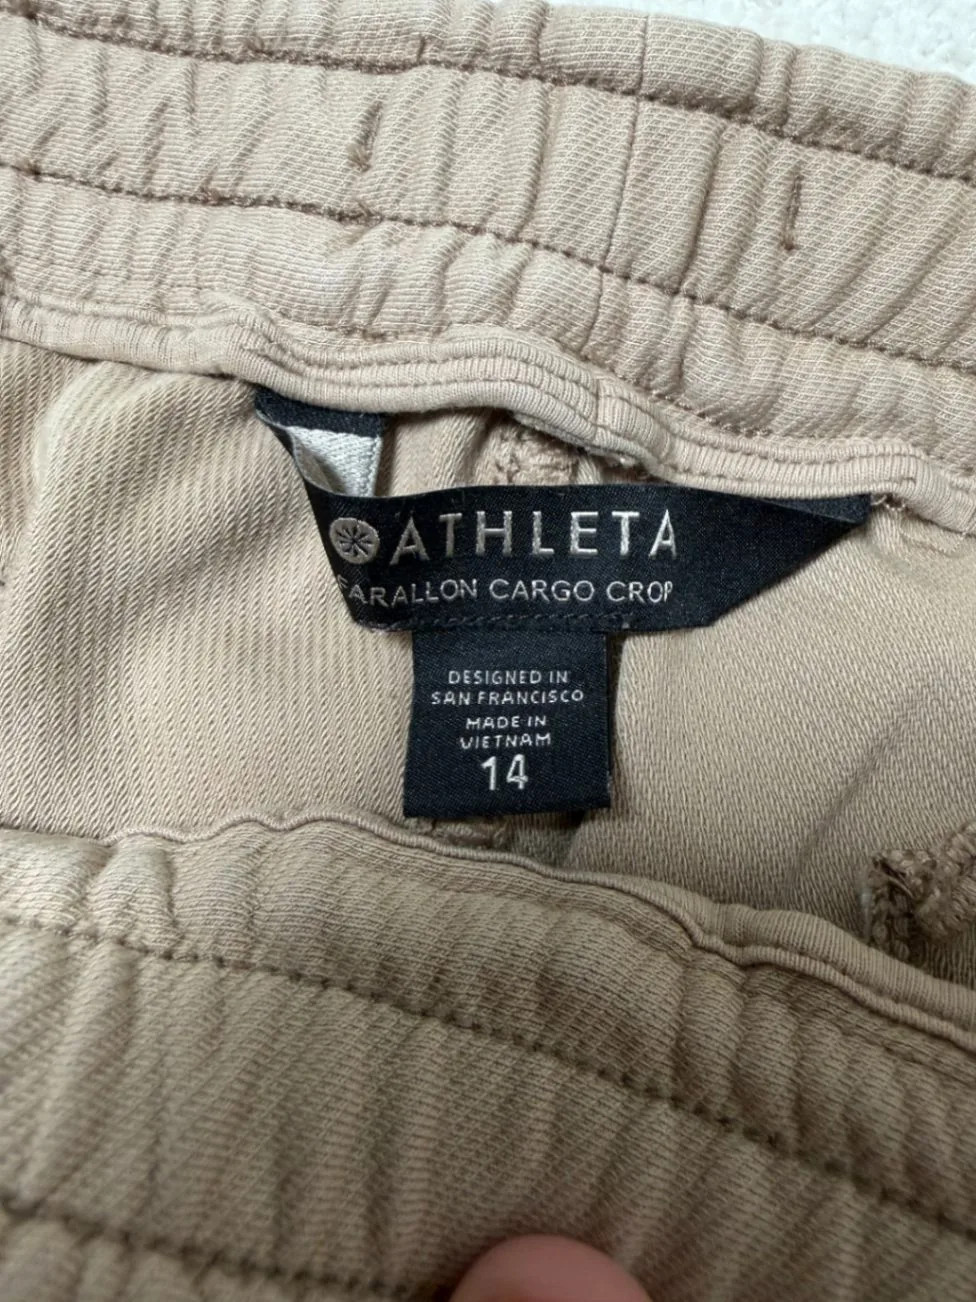 ATHLETA
FARALLON CARGO CROP
DESIGNED IN
SAN FRANCISCO
MADE IN
VIETNAM
14